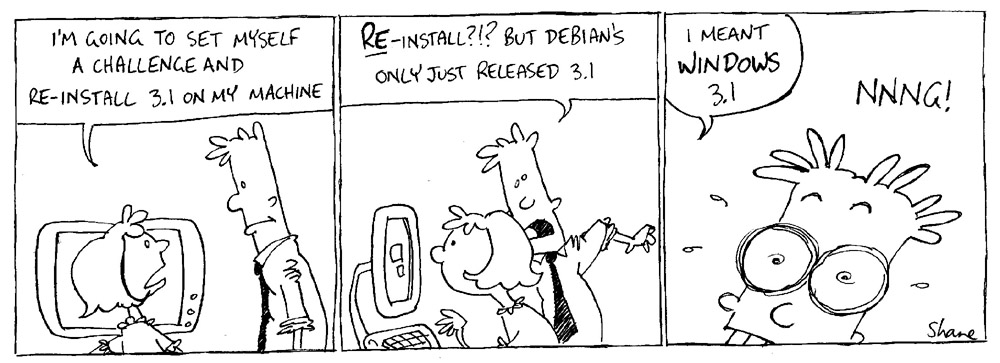 I'M GOING TO SET MYSELF
A CHALLENGE AND
RE-INSTALL 3.1 ON MY MACHINE
RE-INSTALL?!? BUT DEBIAN'S
ONLY JUST RELEASED 3.1
I MEANT
WINDOWS
3.1
NNNG!
Shane